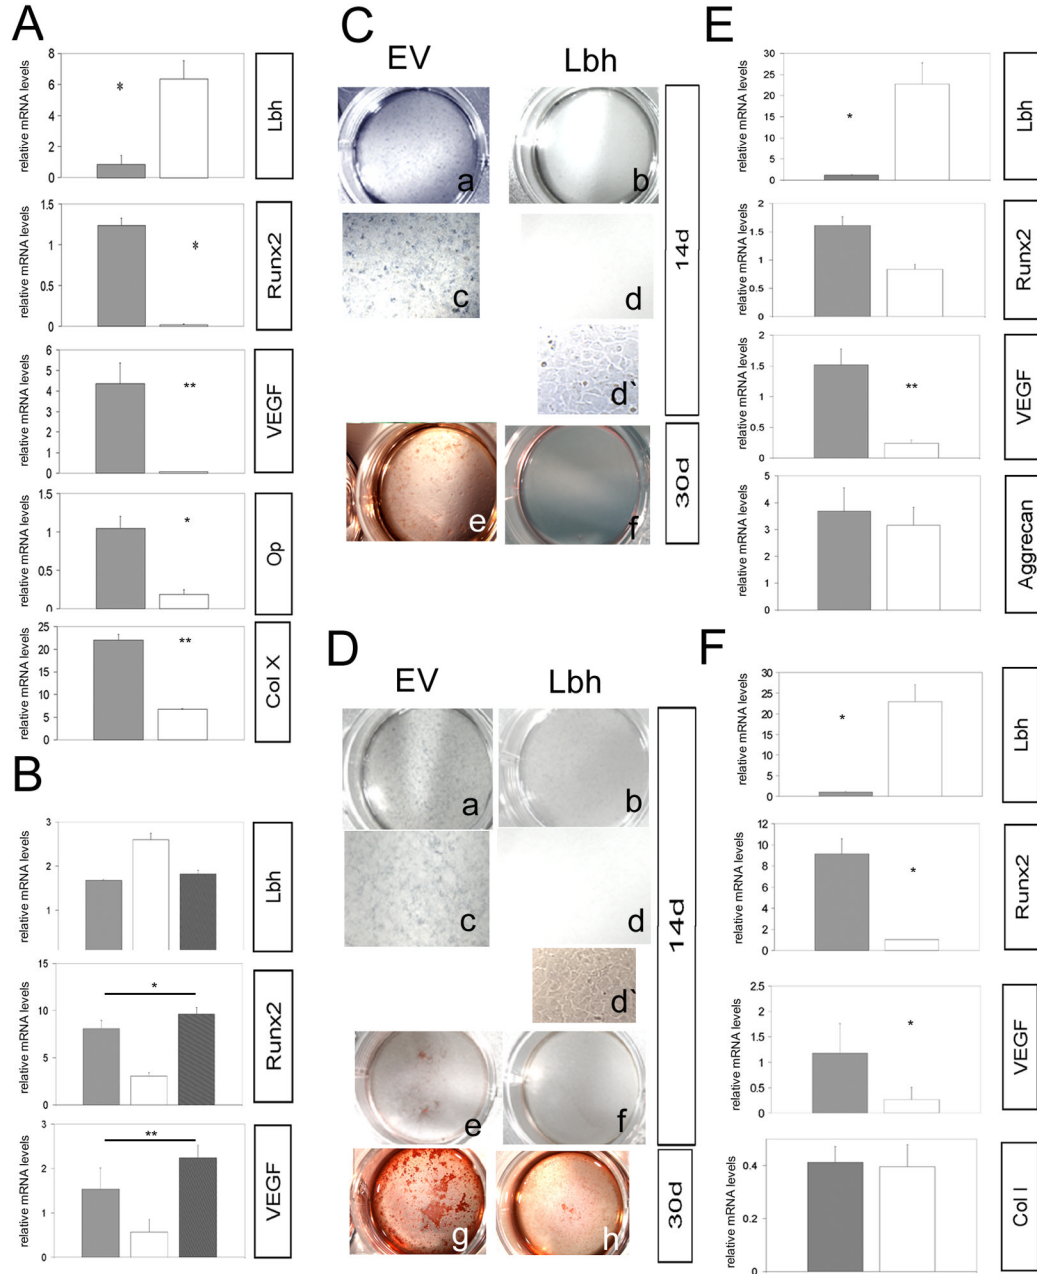 A
relative mRNA levels
8
6
4
2
0
*
Lbh
relative mRNA levels
1.5
1
0.5
0
*
Runx2
relative mRNA levels
6
5
4
3
2
1
0
**
VEGF
relative mRNA levels
1.5
1
0.5
0
*
Op
relative mRNA levels
25
20
15
10
5
0
**
Col X
B
relative mRNA levels
3
2
1
Lbh
relative mRNA levels
15
10
5
0
*
Runx2
relative mRNA levels
3
2
1
0
**
VEGF
C
EV
Lbh
a
b
c
d
d`
14d
e
f
30d
D
EV
Lbh
a
b
c
d
d`
e
f
14d
g
h
30d
E
relative mRNA levels
30
25
20
15
10
5
0
*
Lbh
relative mRNA levels
2
1.5
1
0.5
0
Runx2
relative mRNA levels
2
1.5
1
0.5
0
**
VEGF
relative mRNA levels
5
4
3
2
1
0
Aggrecan
F
relative mRNA levels
30
25
20
15
10
5
0
*
Lbh
relative mRNA levels
12
10
8
6
4
2
0
*
Runx2
relative mRNA levels
2.5
2
1.5
1
0.5
0
*
VEGF
relative mRNA levels
0.4
0.2
0
Col I